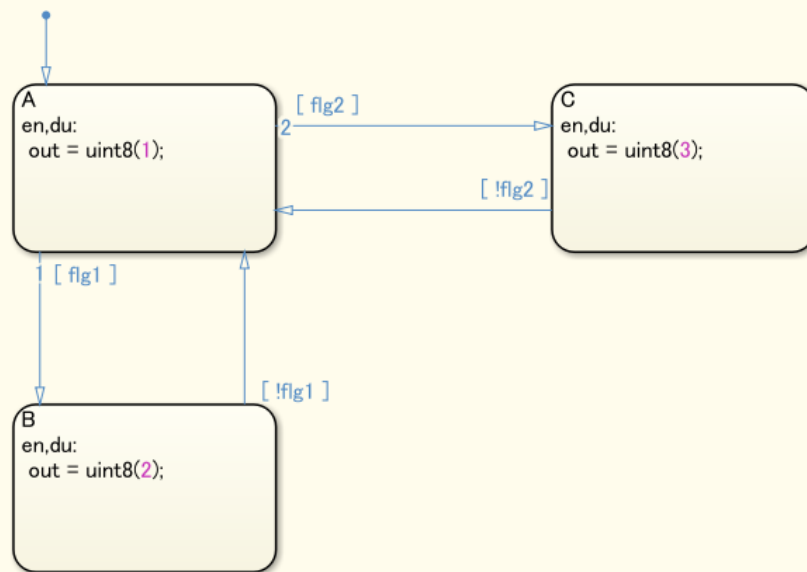 A
en,du:
out = uint8(1);
2
[ flg2 ]
C
en,du:
out = uint8(3);
[ !flg2 ]
1 [ flg1 ]
[ !flg1 ]
B
en,du:
out = uint8(2);